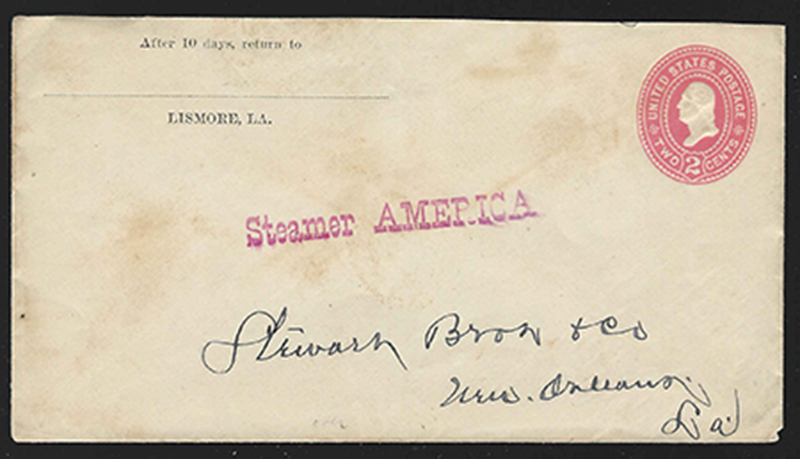 After 10 days, return to
LISMORE, LA.
UNITED STATES POSTAGE
TWO 2 CENTS
Steamer AMERICA
Stewart Bros & Co
New. Orleans.
La